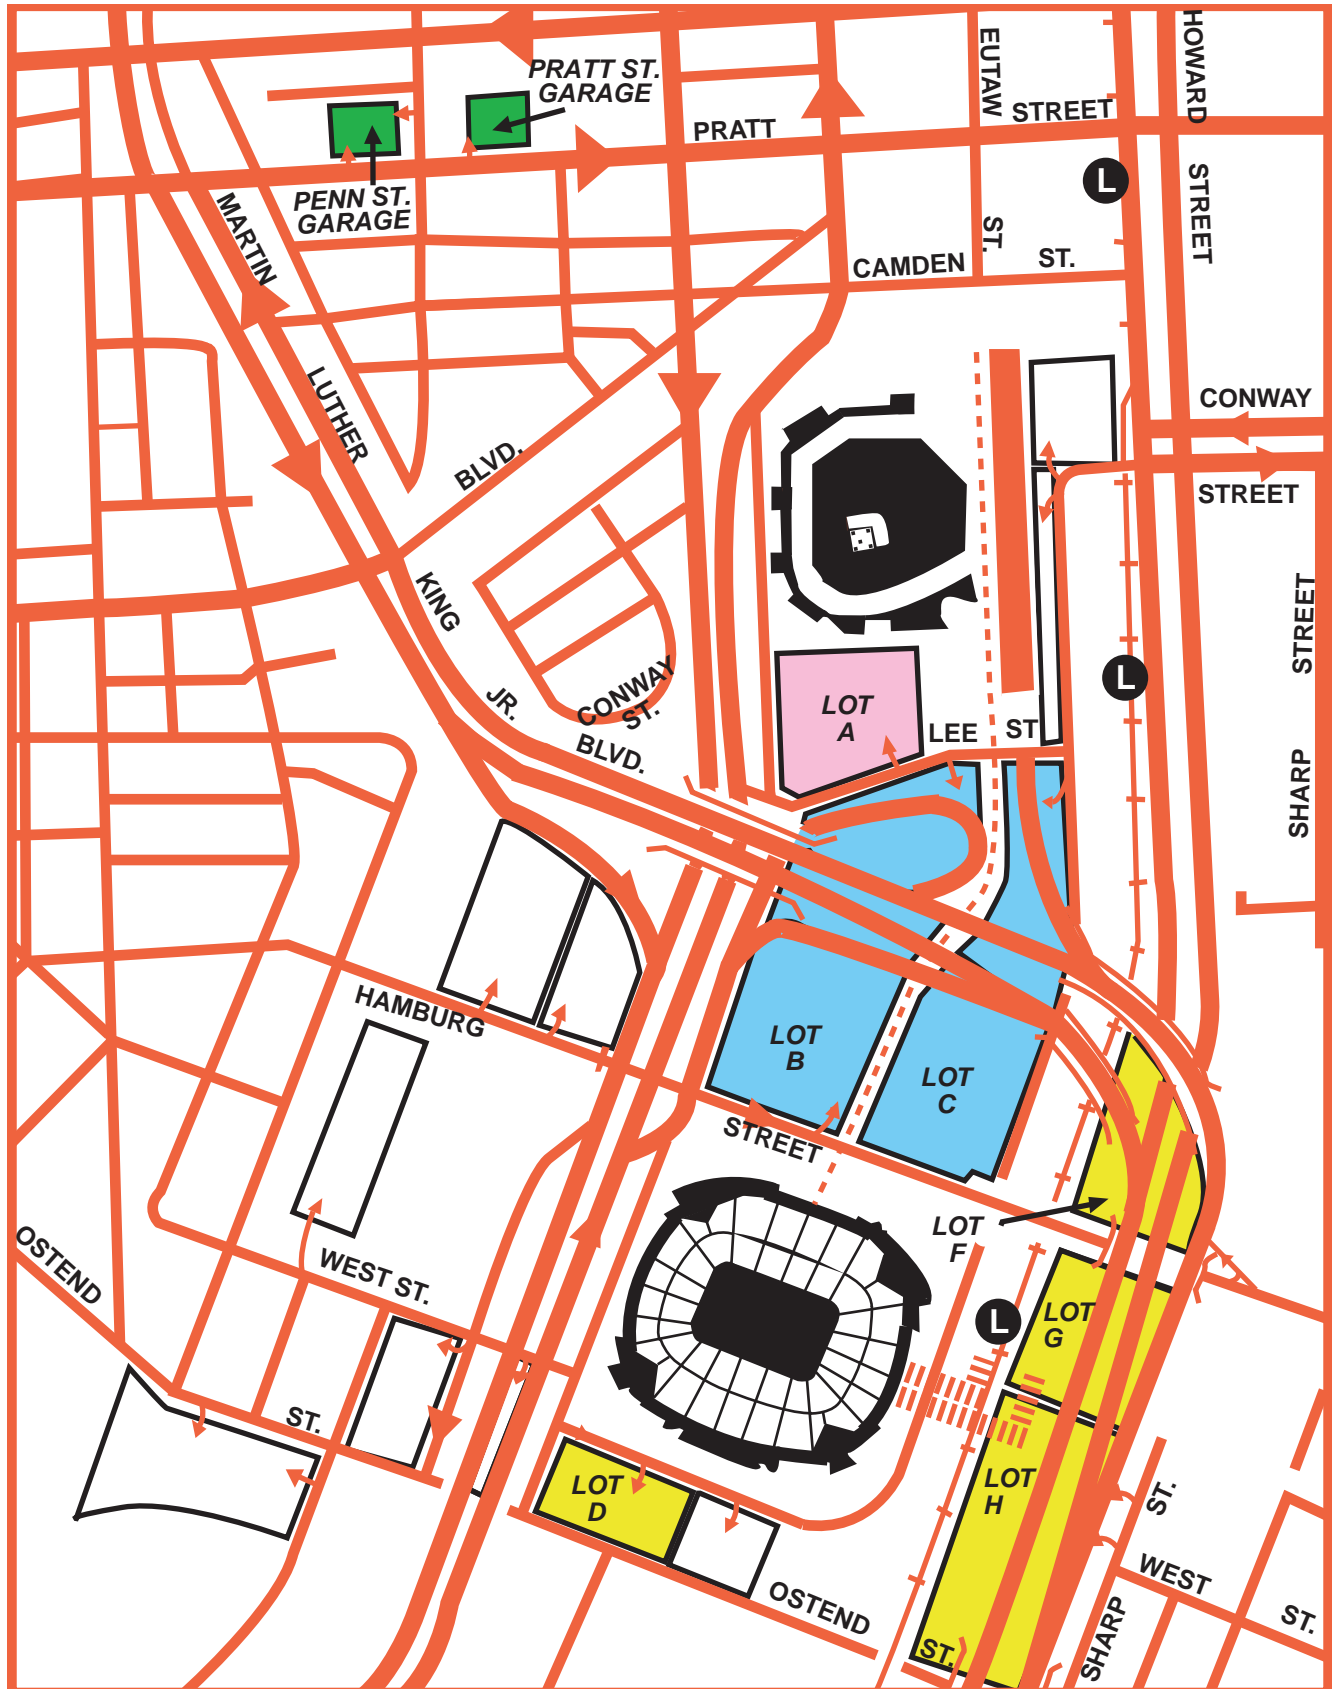 HOWARD
STREET
EUTAW
ST.
PRATT ST.
GARAGE
PRATT
STREET
PENN ST.
GARAGE
L
CAMDEN
ST.
MARTIN
LUTHER
KING
JR.
BLVD.
BLVD.
CONWAY
STREET
CONWAY
ST.
STREET
SHARP
L
LOT
A
LEE
ST
LOT
B
LOT
C
HAMBURG
STREET
LOT
F
OSTEND
ST.
WEST ST.
L
LOT
G
LOT
H
LOT
D
OSTEND
ST.
ST.
SHARP
WEST
ST.